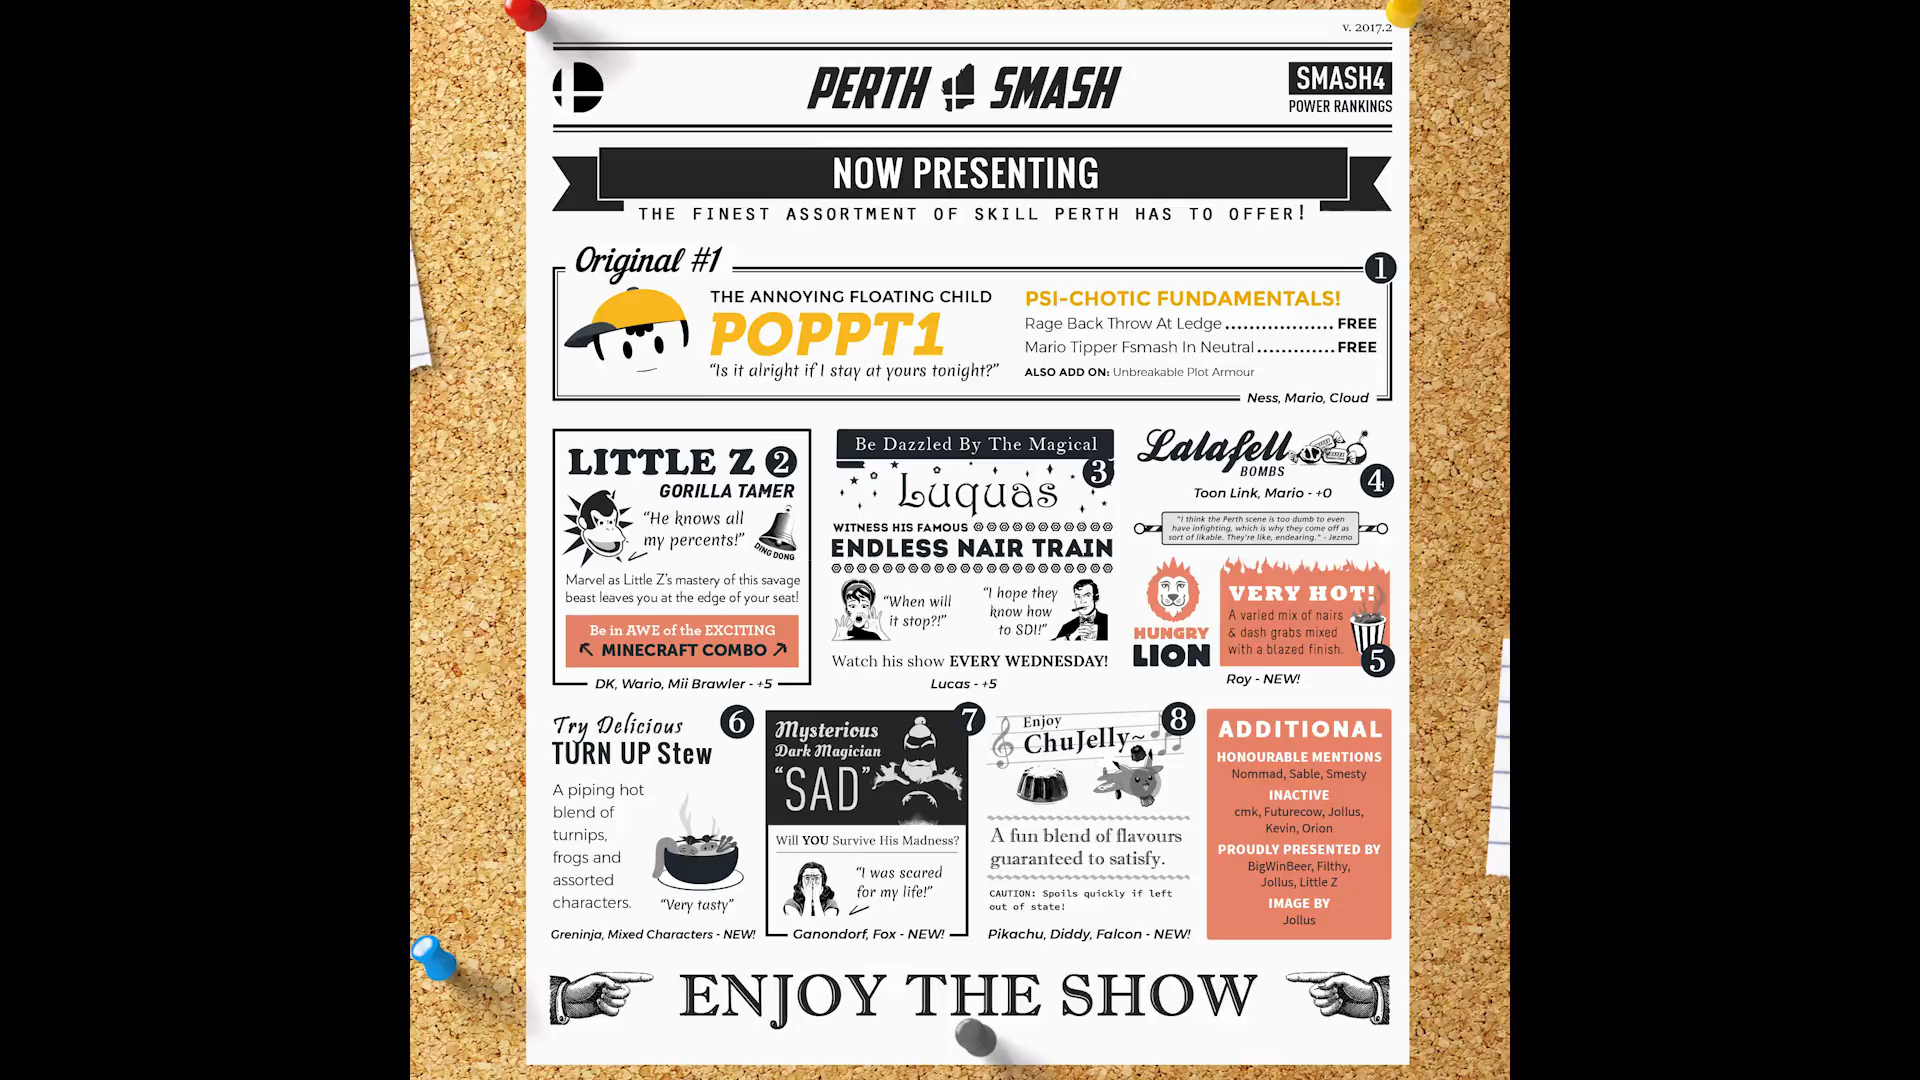 v. 2017.2
PERTH SMASH
SMASH4
POWER RANKINGS
NOW PRESENTING
THE FINEST ASSORTMENT OF SKILL PERTH HAS TO OFFER!
Original #1
1
THE ANNOYING FLOATING CHILD
POPPT1
"Is it alright if I stay at yours tonight?"
PSI-CHOTIC FUNDAMENTALS!
Rage Back Throw At Ledge .................. FREE
Mario Tipper Fsmash In Neutral ............. FREE
ALSO ADD ON: Unbreakable Plot Armour
Ness, Mario, Cloud
LITTLE Z 2
GORILLA TAMER
"He knows all
my percents!"
DING DONG
Marvel as Little Z's mastery of this savage
beast leaves you at the edge of your seat!
Be in AWE of the EXCITING
MINECRAFT COMBO
DK, Wario, Mii Brawler - +5
Be Dazzled By The Magical
3
Luquas
WITNESS HIS FAMOUS
ENDLESS NAIR TRAIN
"When will
it stop?!"
"I hope they
know how
to SDI!"
Watch his show EVERY WEDNESDAY!
Lucas - +5
Lalafell
BOMBS
4
Toon Link, Mario - +0
"I think the Perth scene is too dumb to even
have infighting, which is why they come off as
sort of likable. They're like, endearing." - Jezmo
HUNGRY
LION
VERY HOT!
A varied mix of nairs
& dash grabs mixed
with a blazed finish.
5
Roy - NEW!
Try Delicious
TURN UP Stew
6
A piping hot
blend of
turnips,
frogs and
assorted
characters.
"Very tasty"
Greninja, Mixed Characters - NEW!
7
Mysterious
Dark Magician
"SAD"
Will YOU Survive His Madness?
"I was scared
for my life!"
Ganondorf, Fox - NEW!
8
Enjoy
ChuJelly~
A fun blend of flavours
guaranteed to satisfy.
CAUTION: Spoils quickly if left
out of state!
Pikachu, Diddy, Falcon - NEW!
ADDITIONAL
HONOURABLE MENTIONS
Nommad, Sable, Smesty
INACTIVE
cmk, Futurecow, Jollus,
Kevin, Orion
PROUDLY PRESENTED BY
BigWinBeer, Filthy,
Jollus, Little Z
IMAGE BY
Jollus
ENJOY THE SHOW